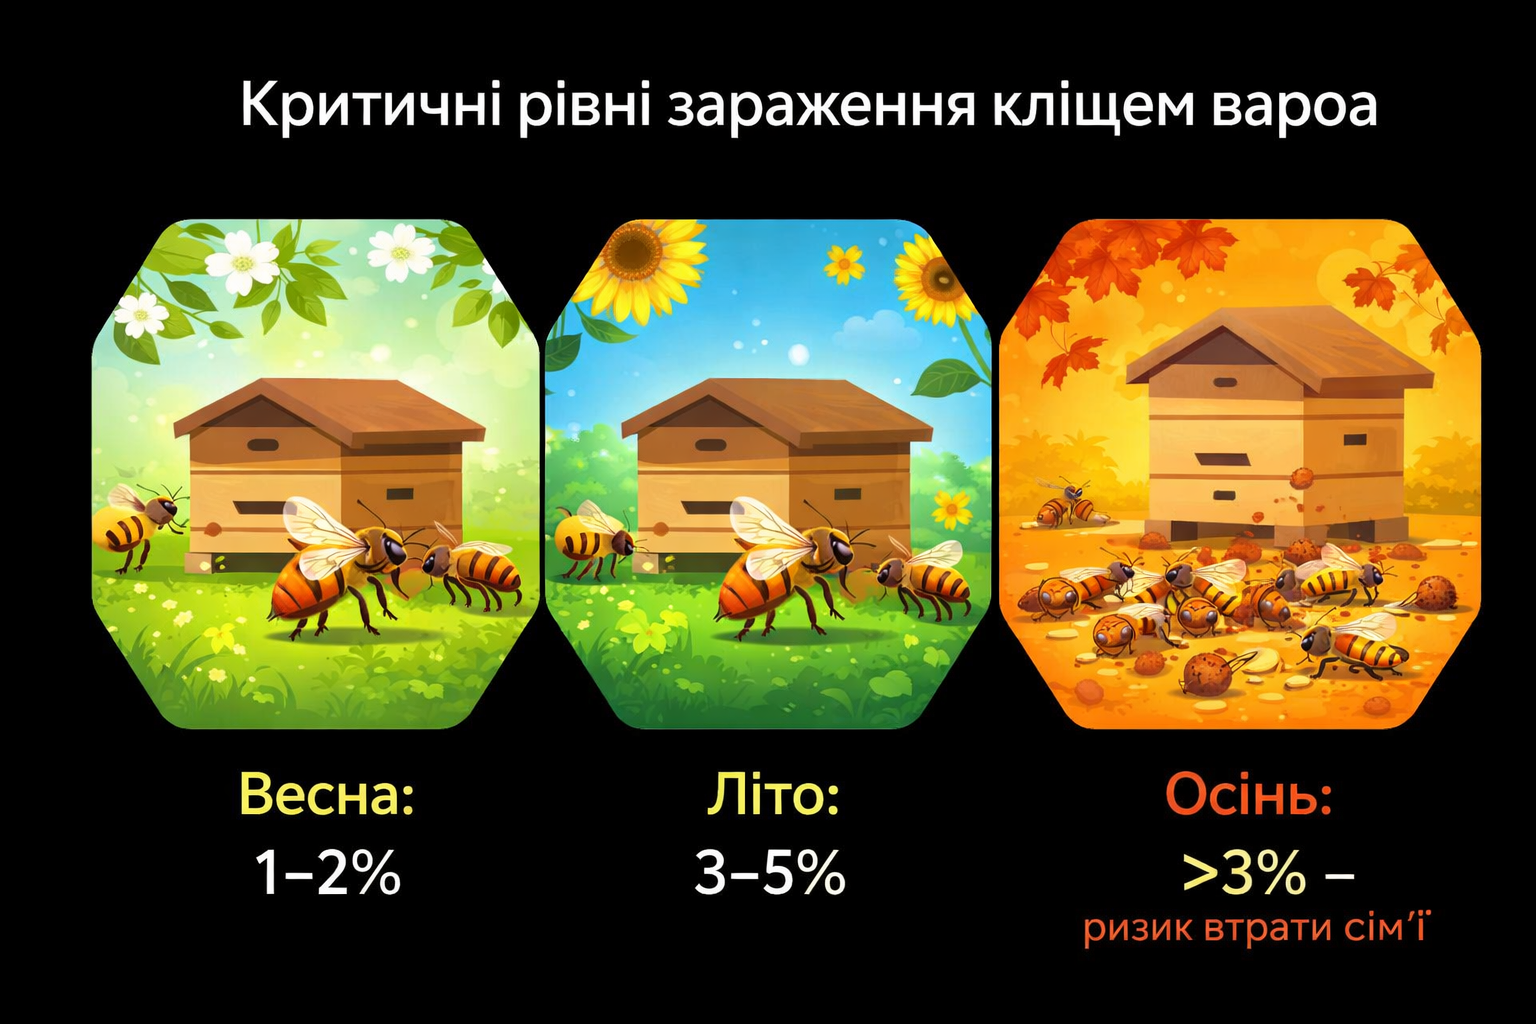 Критичні рівні зараження кліщем вароа
Весна:
1–2%
Літо:
3–5%
Осінь:
>3% –
ризик втрати сім’ї